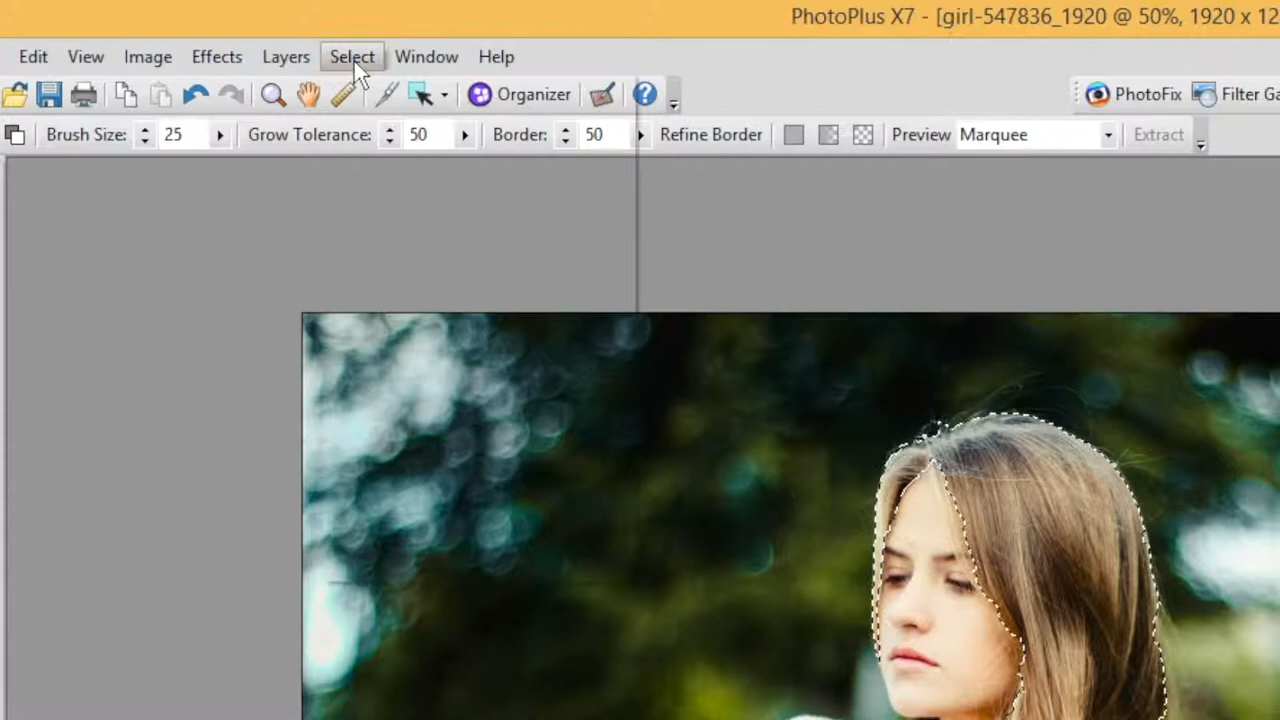 PhotoPlus X7 - [girl-547836_1920 @ 50%, 1920 x 12
Edit View Image Effects Layers Select Window Help
Organizer PhotoFix Filter Ga
Brush Size: 25 Grow Tolerance: 50 Border: 50 Refine Border Preview Marquee Extract